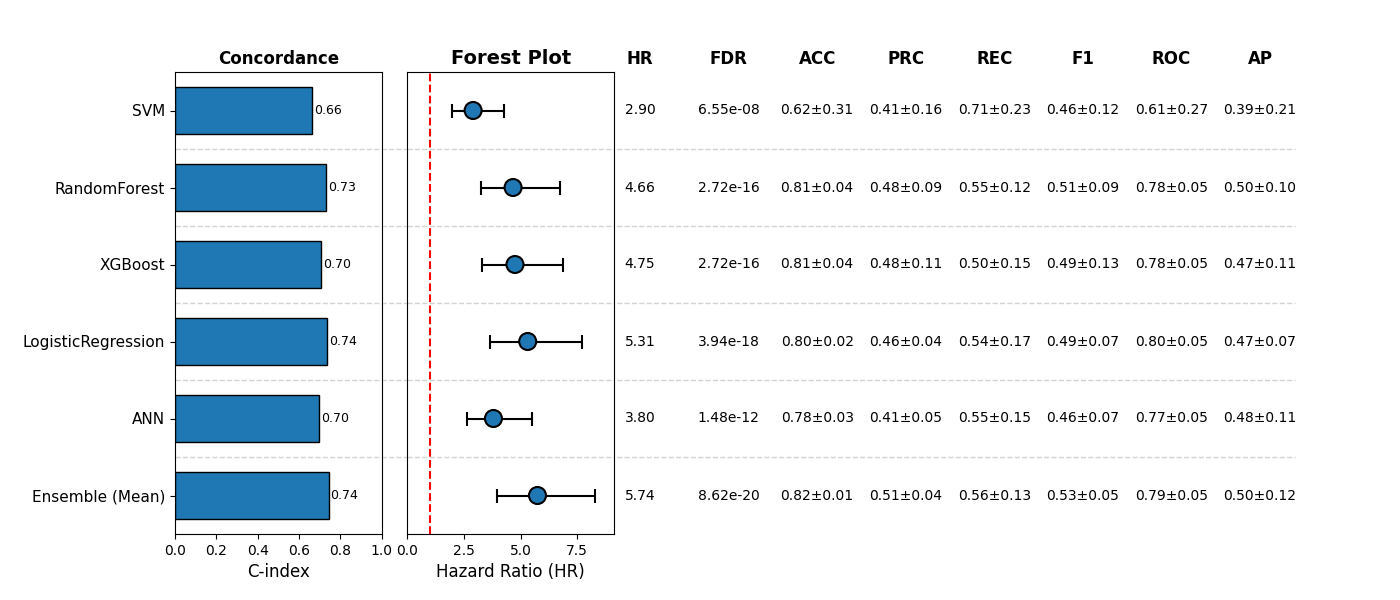 Concordance Forest Plot HR FDR ACC PRC REC F1 ROC AP
SVM 0.66 2.90 6.55e-08 0.62±0.31 0.41±0.16 0.71±0.23 0.46±0.12 0.61±0.27 0.39±0.21
RandomForest 0.73 4.66 2.72e-16 0.81±0.04 0.48±0.09 0.55±0.12 0.51±0.09 0.78±0.05 0.50±0.10
XGBoost 0.70 4.75 2.72e-16 0.81±0.04 0.48±0.11 0.50±0.15 0.49±0.13 0.78±0.05 0.47±0.11
LogisticRegression 0.74 5.31 3.94e-18 0.80±0.02 0.46±0.04 0.54±0.17 0.49±0.07 0.80±0.05 0.47±0.07
ANN 0.70 3.80 1.48e-12 0.78±0.03 0.41±0.05 0.55±0.15 0.46±0.07 0.77±0.05 0.48±0.11
Ensemble (Mean) 0.74 5.74 8.62e-20 0.82±0.01 0.51±0.04 0.56±0.13 0.53±0.05 0.79±0.05 0.50±0.12
0.0 0.2 0.4 0.6 0.8 1.0 0.0 2.5 5.0 7.5
C-index Hazard Ratio (HR)